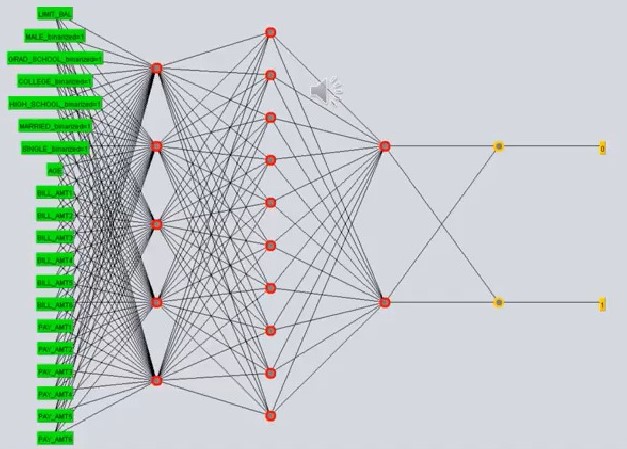 LIMIT_BAL
MALE_binarized=1
GRAD_SCHOOL_binarized=1
COLLEGE_binarized=1
HIGH_SCHOOL_binarized=1
MARRIED_binarized=1
SINGLE_binarized=1
AGE
BILL_AMT1
BILL_AMT2
BILL_AMT3
BILL_AMT4
BILL_AMT5
BILL_AMT6
PAY_AMT1
PAY_AMT2
PAY_AMT3
PAY_AMT4
PAY_AMT5
PAY_AMT6
0
1